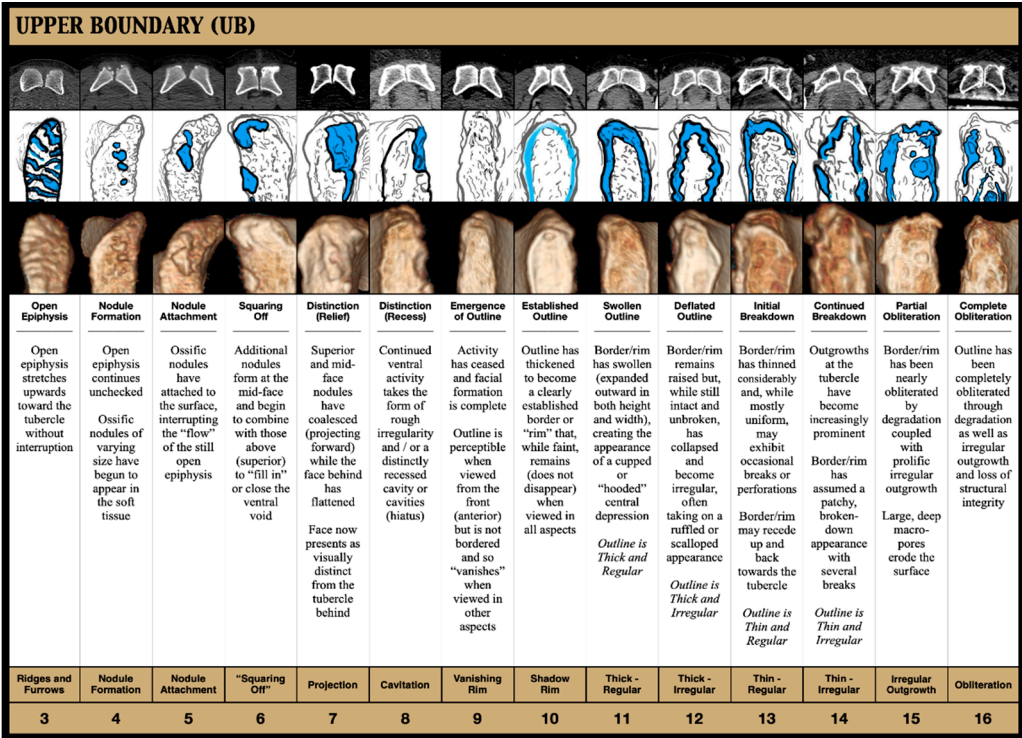 UPPER BOUNDARY (UB)
Open
Epiphysis
Open
epiphysis
stretches
upwards
toward the
tubercle
without
interruption
Nodule
Formation
Open
epiphysis
continues
unchecked
Ossific
nodules of
varying
size have
begun to
appear in
the soft
tissue
Nodule
Attachment
Ossific
nodules
have
attached to
the surface,
interrupting
the “flow”
of the still
open
epiphysis
Squaring
Off
Additional
nodules
form at the
mid-face
and begin
to combine
with those
above
(superior)
to “fill in”
or close the
ventral
void
Distinction
(Relief)
Superior
and mid-
face
nodules
have
coalesced
(projecting
forward)
while the
face behind
has
flattened
Face now
presents as
visually
distinct
from the
tubercle
behind
Distinction
(Recess)
Continued
ventral
activity
takes the
form of
rough
irregularity
and / or a
distinctly
recessed
cavity or
cavities
(hiatus)
Emergence
of Outline
Activity
has ceased
and facial
formation
is complete
Outline is
perceptible
when
viewed
from the
front
(anterior)
but is not
bordered
and so
“vanishes”
when
viewed in
other
aspects
Established
Outline
Outline has
thickened
to become
a clearly
established
border or
“rim” that,
while faint,
remains
(does not
disappear)
when
viewed in
all aspects
Swollen
Outline
Border/rim
has swollen
(expanded
outward in
both height
and width),
creating the
appearance
of a cupped
or
“hooded”
central
depression
Outline is
Thick and
Regular
Deflated
Outline
Border/rim
remains
raised but,
while still
intact and
unbroken,
has
collapsed
and
become
irregular,
often
taking on a
ruffled or
scalloped
appearance
Outline is
Thick and
Irregular
Initial
Breakdown
Border/rim
has thinned
considerably
and, while
mostly
uniform,
may
exhibit
occasional
breaks or
perforations
Border/rim
may recede
up and
back
towards the
tubercle
Outline is
Thin and
Regular
Continued
Breakdown
Outgrowths
at the
tubercle
have
become
increasingly
prominent
Border/rim
has
assumed a
patchy,
broken-
down
appearance
with
several
breaks
Outline is
Thin and
Irregular
Partial
Obliteration
Border/rim
has been
nearly
obliterated
by
degradation
coupled
with
prolific
irregular
outgrowth
Large, deep
macro-
pores
erode the
surface
Complete
Obliteration
Outline has
been
completely
obliterated
through
degradation
as well as
irregular
outgrowth
and loss of
structural
integrity
Ridges and
Furrows
Nodule
Formation
Nodule
Attachment
“Squaring
Off”
Projection
Cavitation
Vanishing
Rim
Shadow
Rim
Thick -
Regular
Thick -
Irregular
Thin -
Regular
Thin -
Irregular
Irregular
Outgrowth
Obliteration
3 4 5 6 7 8 9 10 11 12 13 14 15 16